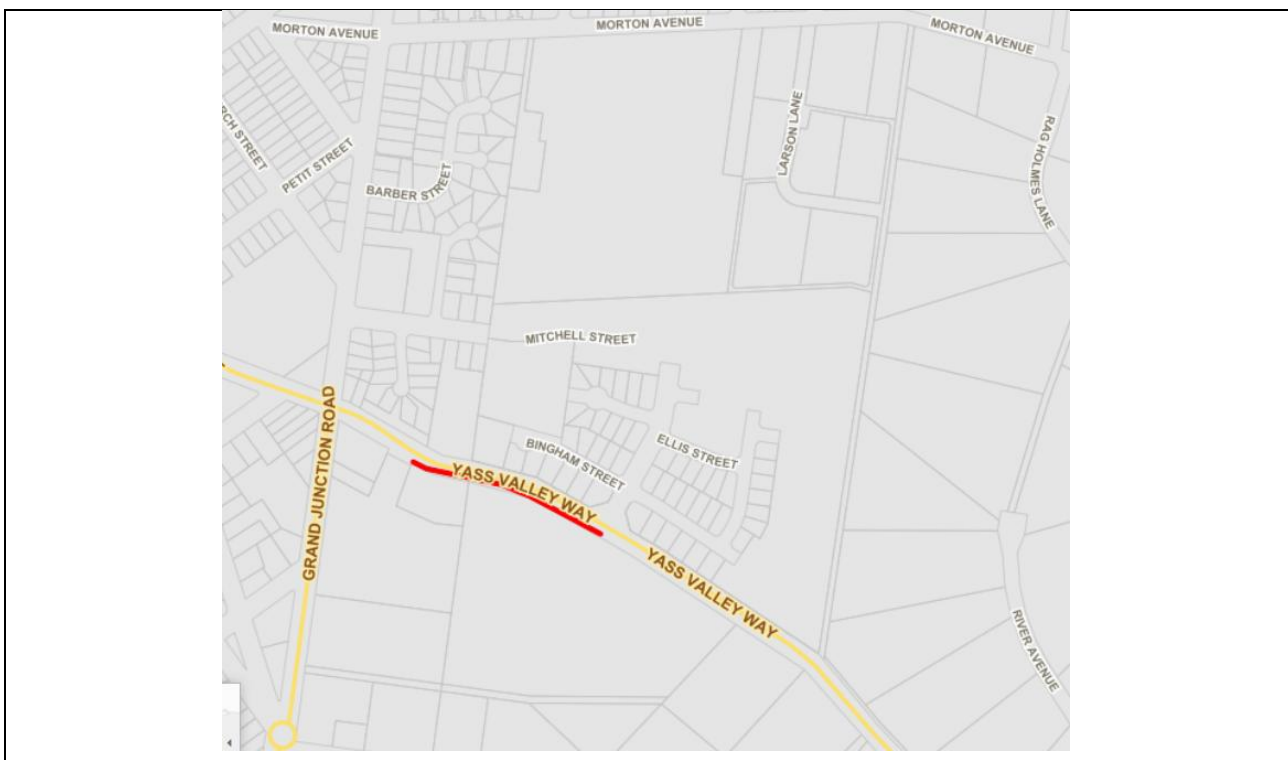 MORTON AVENUE
MORTON AVENUE
MORTON AVENUE
RCH STREET
PETIT STREET
BARBER STREET
LARSON LANE
RAG HOLMES LANE
MITCHELL STREET
GRAND JUNCTION ROAD
BINGHAM STREET
ELLIS STREET
YASS VALLEY WAY
YASS VALLEY WAY
RIVER AVENUE